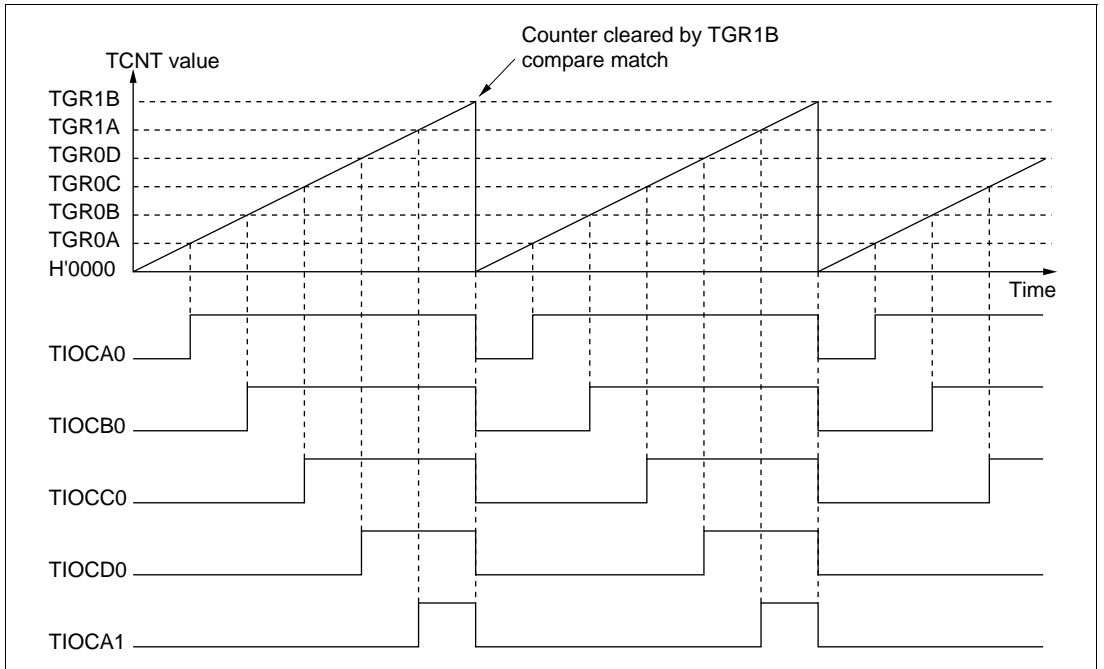 Counter cleared by TGR1B
compare match
TCNT value
TGR1B
TGR1A
TGR0D
TGR0C
TGR0B
TGR0A
H'0000
Time
TIOCA0
TIOCB0
TIOCC0
TIOCD0
TIOCA1